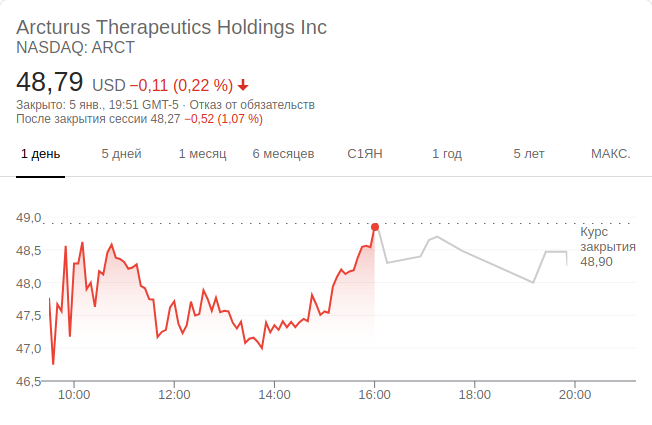 Arcturus Therapeutics Holdings Inc
NASDAQ: ARCT
48,79 USD −0,11 (0,22 %)
Закрыто: 5 янв., 19:51 GMT-5 · Отказ от обязательств
После закрытия сессии 48,27 −0,52 (1,07 %)
1 день 5 дней 1 месяц 6 месяцев С1ЯН 1 год 5 лет МАКС.
49,0
Курс
закрытия
48,90
48,5
48,0
47,5
47,0
46,5
10:00 12:00 14:00 16:00 18:00 20:00